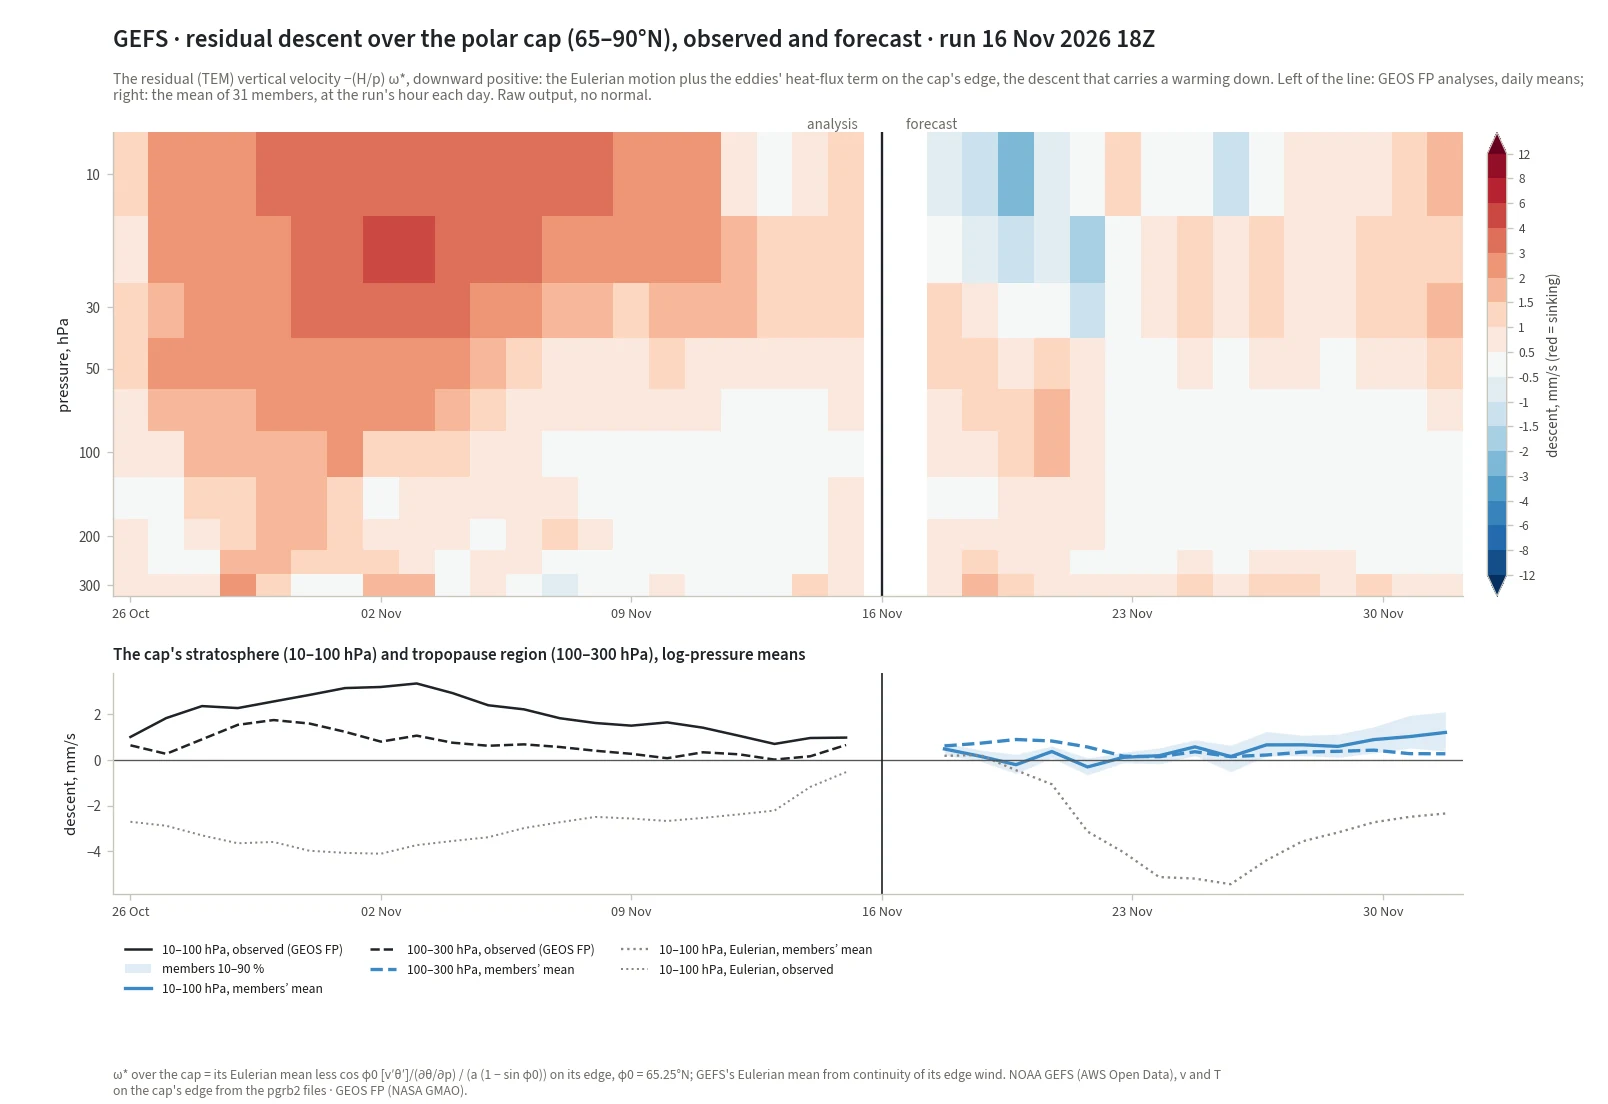 GEFS · residual descent over the polar cap (65–90°N), observed and forecast · run 16 Nov 2026 18Z
The residual (TEM) vertical velocity −(H/p) ω*, downward positive: the Eulerian motion plus the eddies' heat-flux term on the cap's edge, the descent that carries a warming down. Left of the line: GEOS FP analyses, daily means;
right: the mean of 31 members, at the run's hour each day. Raw output, no normal.
analysis
forecast
pressure, hPa
10
30
50
100
200
300
26 Oct
02 Nov
09 Nov
16 Nov
23 Nov
30 Nov
12
8
6
4
3
2
1.5
1
0.5
-0.5
-1
-1.5
-2
-3
-4
-6
-8
-12
descent, mm/s (red = sinking)
The cap's stratosphere (10–100 hPa) and tropopause region (100–300 hPa), log-pressure means
descent, mm/s
2
0
−2
−4
26 Oct
02 Nov
09 Nov
16 Nov
23 Nov
30 Nov
10–100 hPa, observed (GEOS FP)
members 10–90 %
10–100 hPa, members’ mean
100–300 hPa, observed (GEOS FP)
100–300 hPa, members’ mean
10–100 hPa, Eulerian, members’ mean
10–100 hPa, Eulerian, observed
ω* over the cap = its Eulerian mean less cos φ0 [v′θ′]/(∂θ/∂p) / (a (1 − sin φ0)) on its edge, φ0 = 65.25°N; GEFS's Eulerian mean from continuity of its edge wind. NOAA GEFS (AWS Open Data), v and T
on the cap's edge from the pgrb2 files · GEOS FP (NASA GMAO).